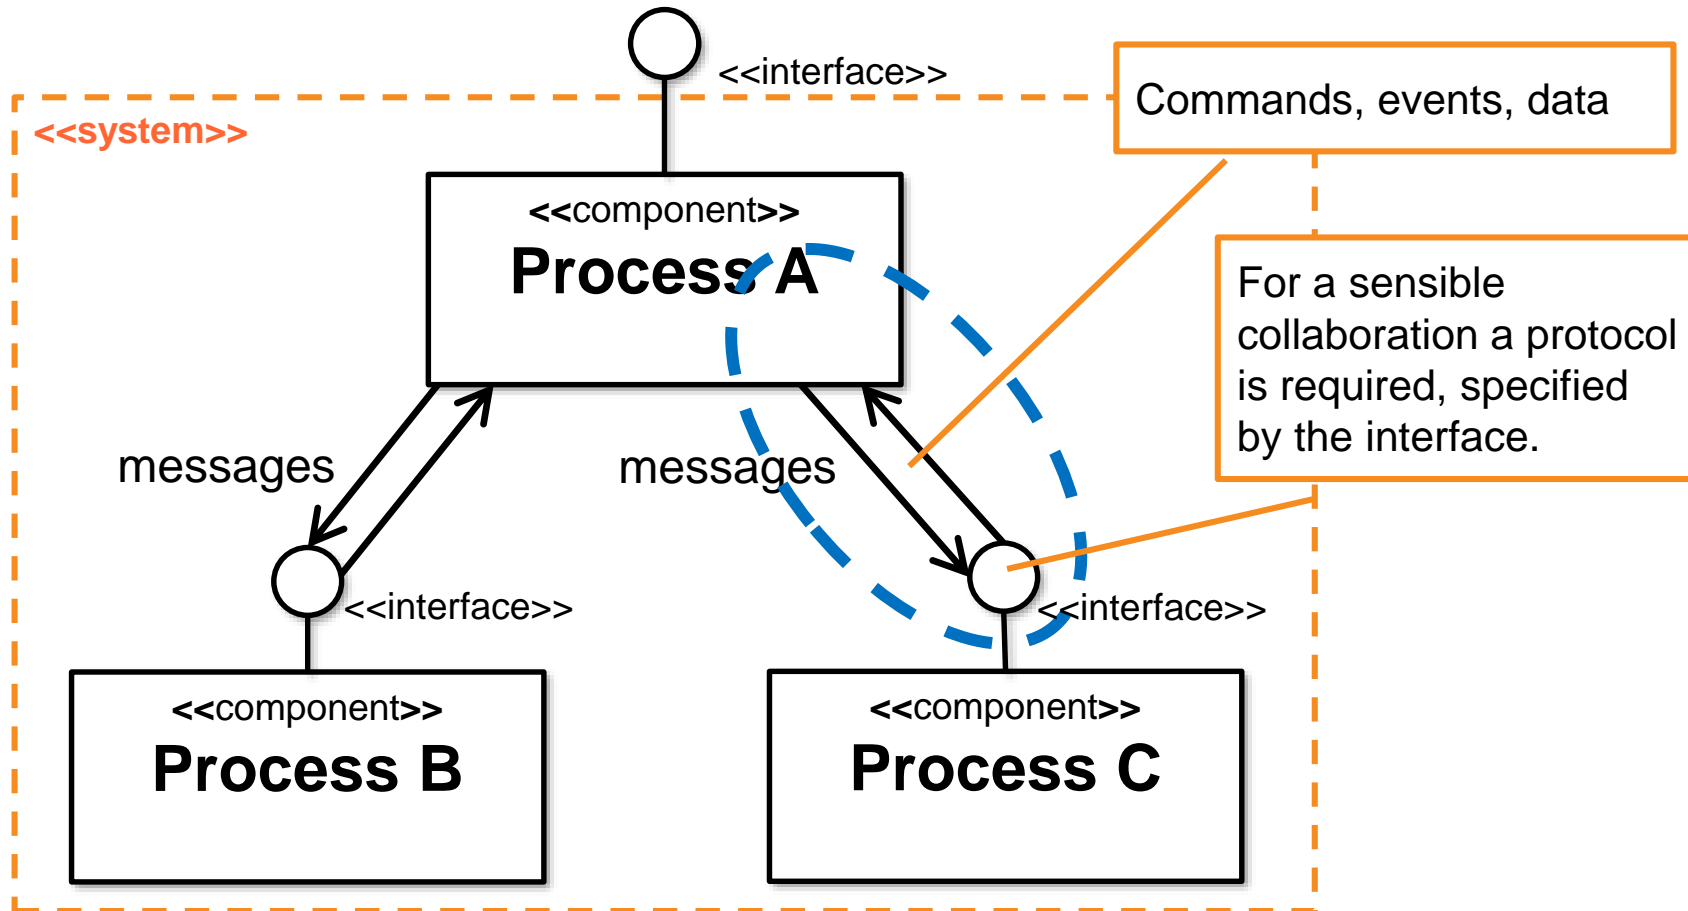 <<interface>>
Commands, events, data
<<system>>
<<component>>
Process A
For a sensible
collaboration a protocol
is required, specified
by the interface.
messages
messages
<<interface>>
<<interface>>
<<component>>
Process B
<<component>>
Process C